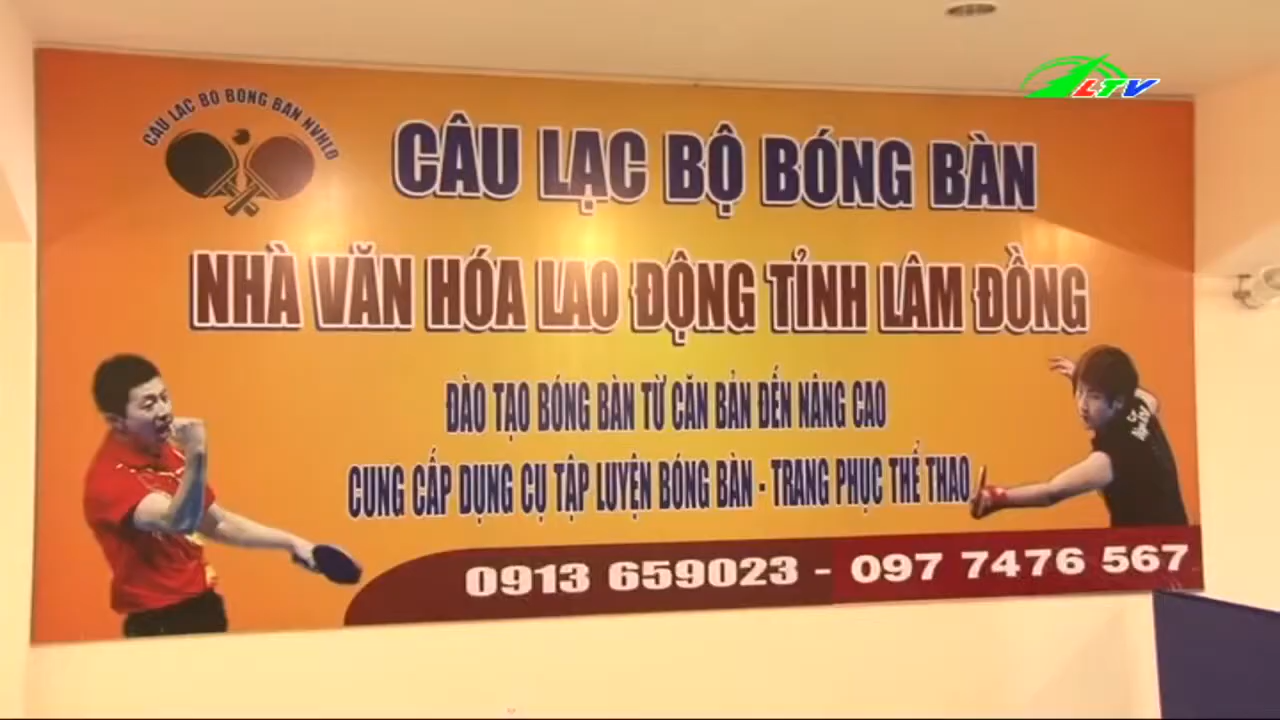 LTV
CÂU LẠC BỘ BÓNG BÀN NVHLĐ
CÂU LẠC BỘ BÓNG BÀN
NHÀ VĂN HÓA LAO ĐỘNG TỈNH LÂM ĐỒNG
ĐÀO TẠO BÓNG BÀN TỪ CĂN BẢN ĐẾN NÂNG CAO
CUNG CẤP DỤNG CỤ TẬP LUYỆN BÓNG BÀN - TRANG PHỤC THỂ THAO
0913 659023 - 097 7476 567